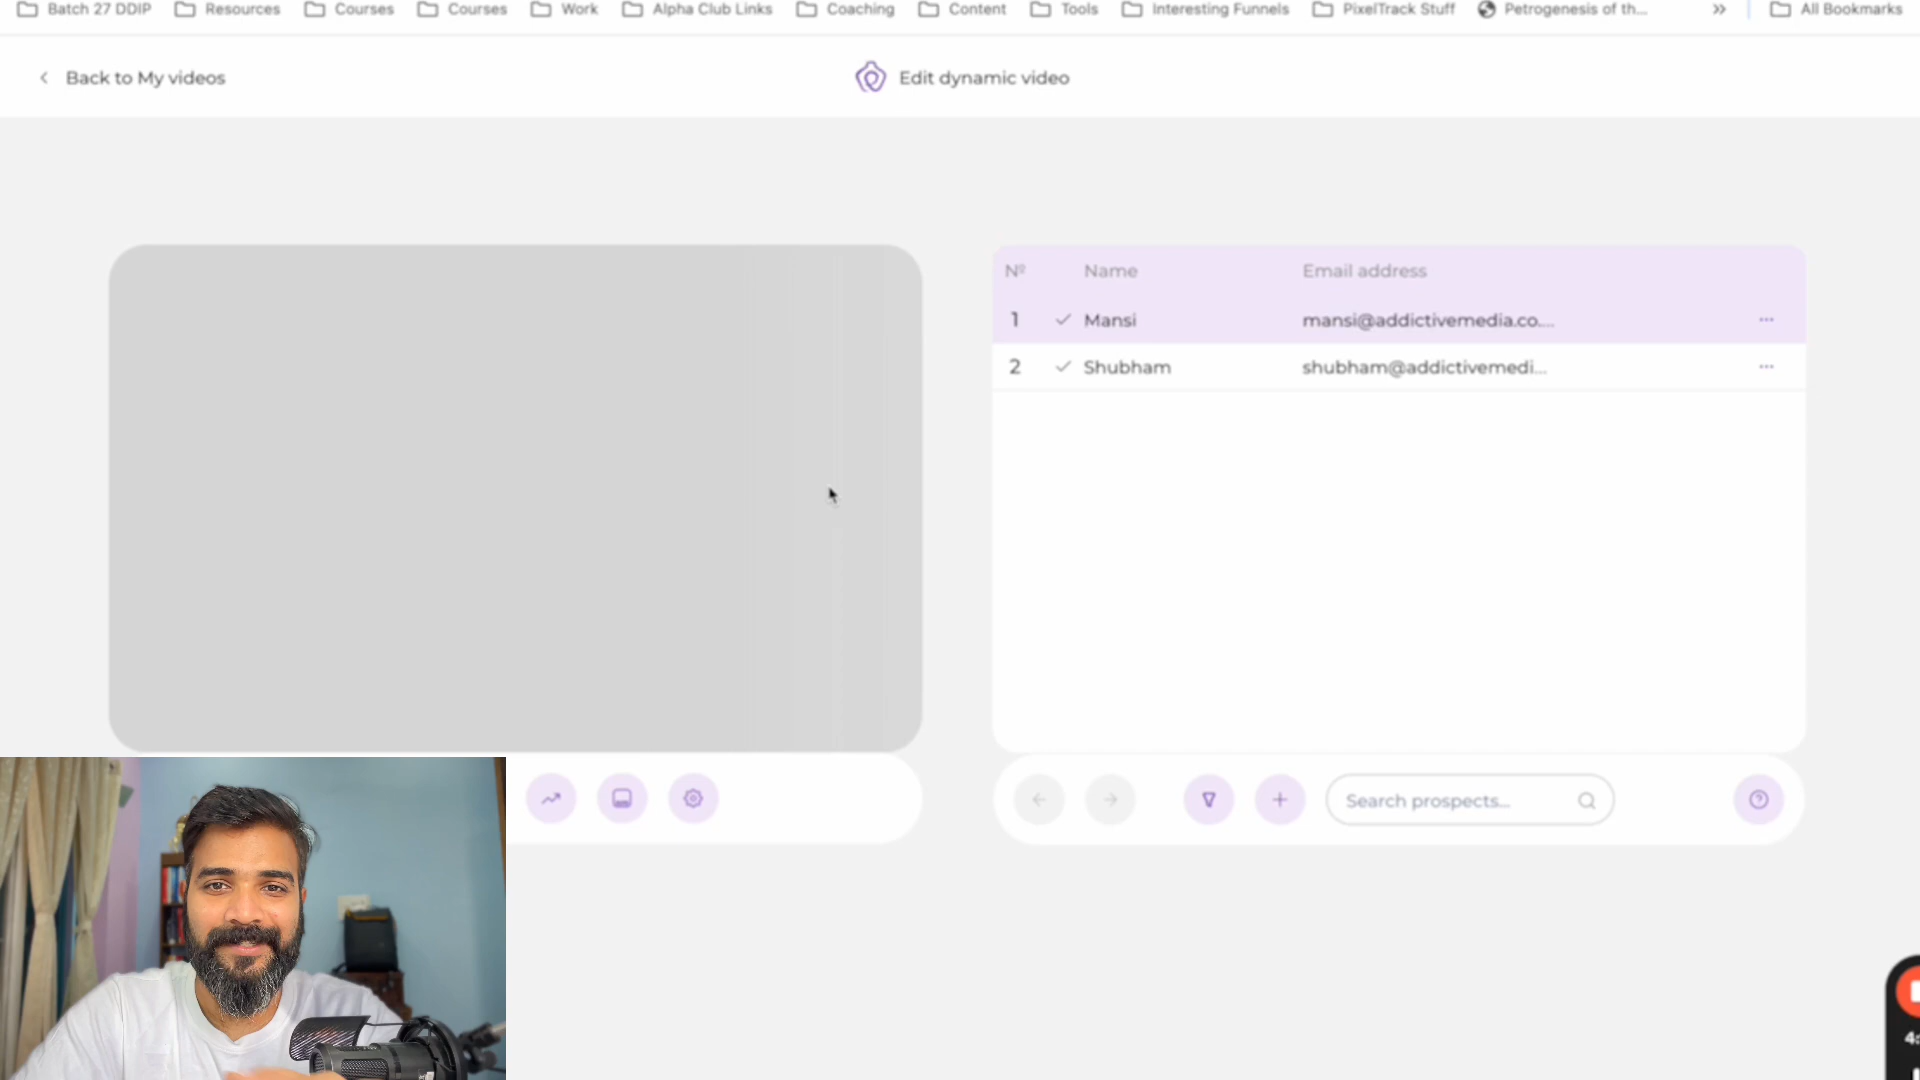 Batch 27 DDIP Resources Courses Courses Work Alpha Club Links Coaching Content Tools Interesting Funnels PixelTrack Stuff Petrogenesis of th... » All Bookmarks
Back to My videos
Edit dynamic video
Nº Name Email address
1 Mansi mansi@addictivemedia.co....
2 Shubham shubham@addictivemedi...
Search prospects...